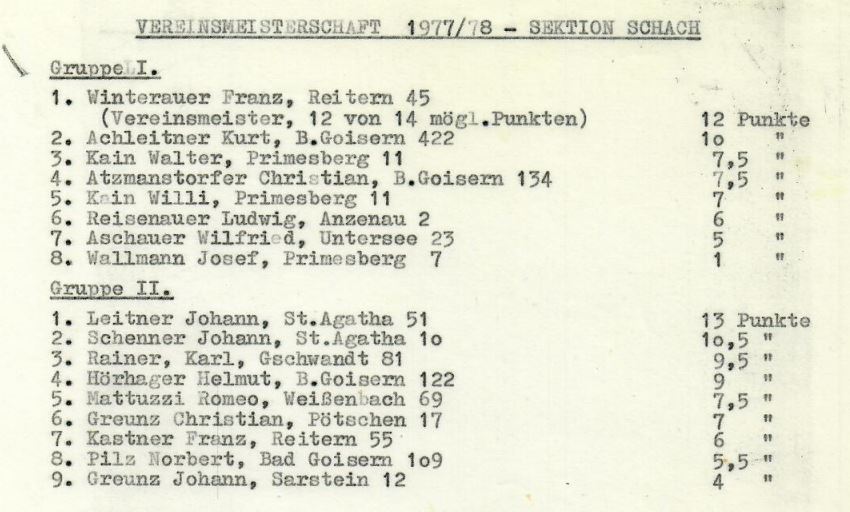 VEREINSMEISTERSCHAFT 1977/78 - SEKTION SCHACH
Gruppe I.
1. Winterauer Franz, Reitern 45
(Vereinsmeister, 12 von 14 mögl.Punkten) 12 Punkte
2. Achleitner Kurt, B.Goisern 422 1o "
3. Kain Walter, Primesberg 11 7,5 "
4. Atzmanstorfer Christian, B.Goisern 134 7,5 "
5. Kain Willi, Primesberg 11 7 "
6. Reisenauer Ludwig, Anzenau 2 6 "
7. Aschauer Wilfried, Untersee 23 5 "
8. Wallmann Josef, Primesberg 7 1 "
Gruppe II.
1. Leitner Johann, St.Agatha 51 13 Punkte
2. Schenner Johann, St.Agatha 1o 1o,5 "
3. Rainer, Karl, Gschwandt 81 9,5 "
4. Hörhager Helmut, B.Goisern 122 9 "
5. Mattuzzi Romeo, Weißenbach 69 7,5 "
6. Greunz Christian, Pötschen 17 7 "
7. Kastner Franz, Reitern 55 6 "
8. Pilz Norbert, Bad Goisern 1o9 5,5 "
9. Greunz Johann, Sarstein 12 4 "